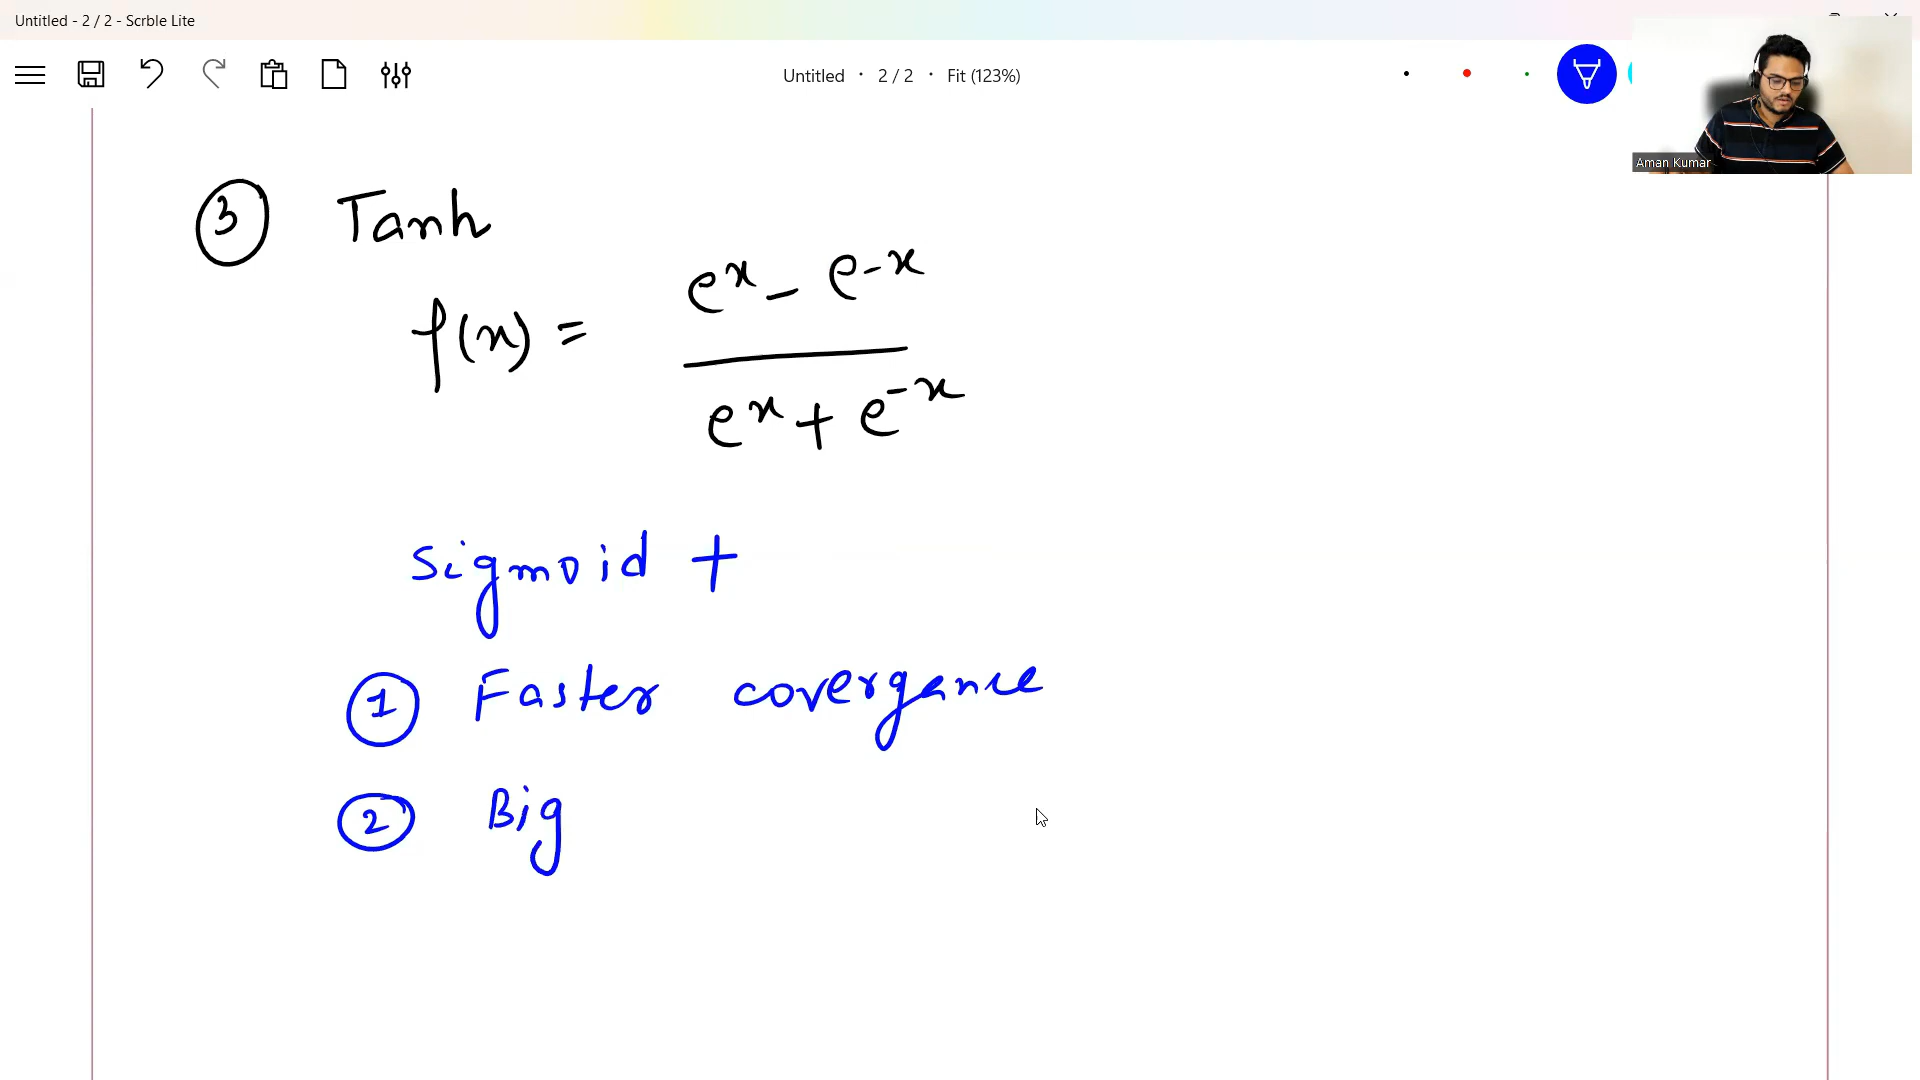 Untitled - 2 / 2 - Scrble Lite
Untitled • 2 / 2 • Fit (123%)
Aman Kumar
3 Tanh
f(x) = e^x - e^-x
e^x + e^-x
Sigmoid +
1 Faster covergance
2 Big